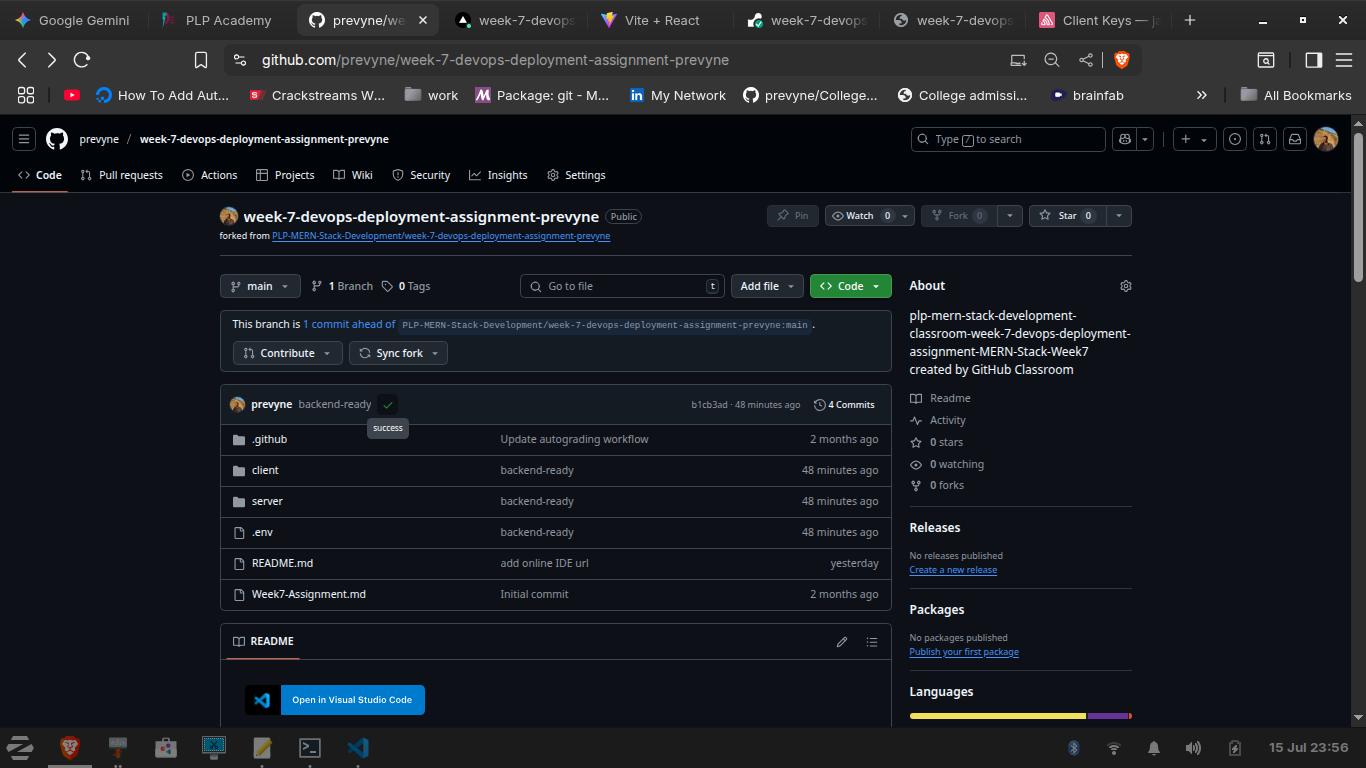 Google Gemini
PLP Academy
prevyne/we
week-7-devops
Vite + React
week-7-devops
week-7-devops
Client Keys — ja
github.com/prevyne/week-7-devops-deployment-assignment-prevyne
How To Add Aut...
Crackstreams W...
work
Package: git - M...
My Network
prevyne/College...
College admissi...
brainfab
All Bookmarks
prevyne / week-7-devops-deployment-assignment-prevyne
Type / to search
Code
Pull requests
Actions
Projects
Wiki
Security
Insights
Settings
week-7-devops-deployment-assignment-prevyne Public
Pin
Watch 0
Fork 0
Star 0
forked from PLP-MERN-Stack-Development/week-7-devops-deployment-assignment-prevyne
main
1 Branch
0 Tags
Go to file t
Add file
Code
This branch is 1 commit ahead of PLP-MERN-Stack-Development/week-7-devops-deployment-assignment-prevyne:main .
Contribute
Sync fork
prevyne backend-ready b1cb3ad · 48 minutes ago 4 Commits
success
.github Update autograding workflow 2 months ago
client backend-ready 48 minutes ago
server backend-ready 48 minutes ago
.env backend-ready 48 minutes ago
README.md add online IDE url yesterday
Week7-Assignment.md Initial commit 2 months ago
README
Open in Visual Studio Code
About
plp-mern-stack-development-
classroom-week-7-devops-deployment-
assignment-MERN-Stack-Week7
created by GitHub Classroom
Readme
Activity
0 stars
0 watching
0 forks
Releases
No releases published
Create a new release
Packages
No packages published
Publish your first package
Languages
15 Jul 23:56